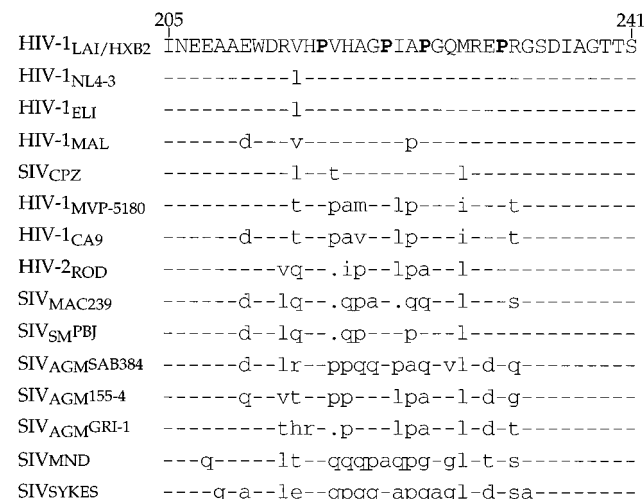 205 241
HIV-1LAI/HXB2 INEEAAEWDRVHPVHAGPIAPGQMREPRGSDIAGTTS
HIV-1NL4-3 ----------l--------------------------
HIV-1ELI ----------l--------------------------
HIV-1MAL ------d---v--------p-----------------
SIVCPZ ----------l--t---------l-------------
HIV-1MVP-5180 ----------t--pam--lp---i---t---------
HIV-1CA9 ------d---t--pav--lp---i---t---------
HIV-2ROD ---------vq--.ip--lpa--l-------------
SIVMAC239 ------d--lq--.qpa-.qq--l---s---------
SIVSMPBJ ------d--lq--.qp---p---l-------------
SIVAGMSAB384 ------d--lr--ppqq-paq-vl-d-q---------
SIVAGM155-4 ------q--vt--pp---lpa--l-d-g---------
SIVAGMGRI-1 ---------thr-.p---lpa--l-d-t---------
SIVMND ---q-----lt--qqqpaqpg-gl-t-s---------
SIVSYKES ----q-a--le--qpqq-apgaql-d-sa--------